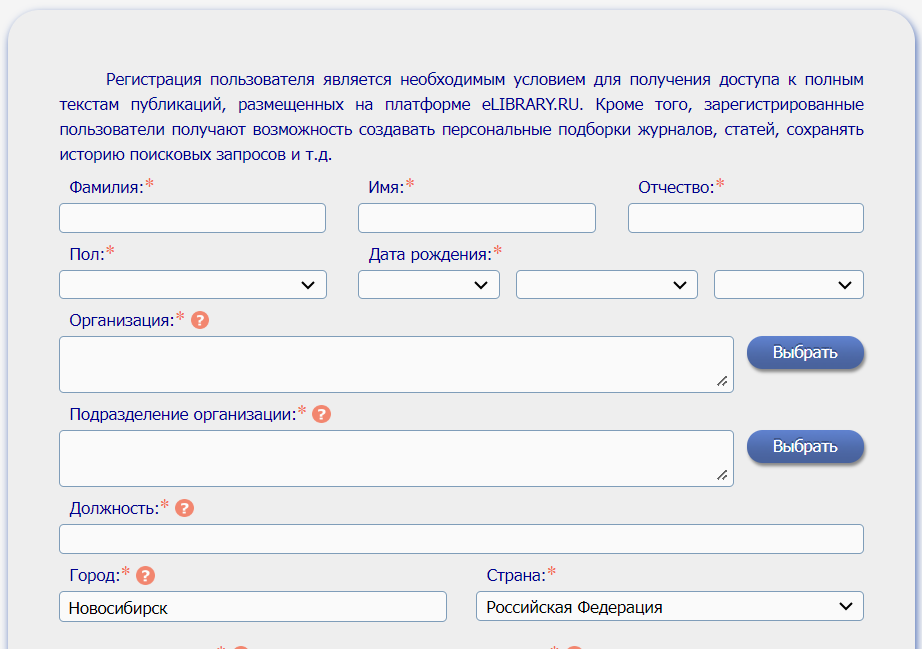 Регистрация пользователя является необходимым условием для получения доступа к полным
текстам публикаций, размещенных на платформе eLIBRARY.RU. Кроме того, зарегистрированные
пользователи получают возможность создавать персональные подборки журналов, статей, сохранять
историю поисковых запросов и т.д.
Фамилия:* Имя:* Отчество:*
Пол:* Дата рождения:*
Организация:* ?
Выбрать
Подразделение организации:* ?
Выбрать
Должность:* ?
Город:* ? Страна:*
Новосибирск Российская Федерация